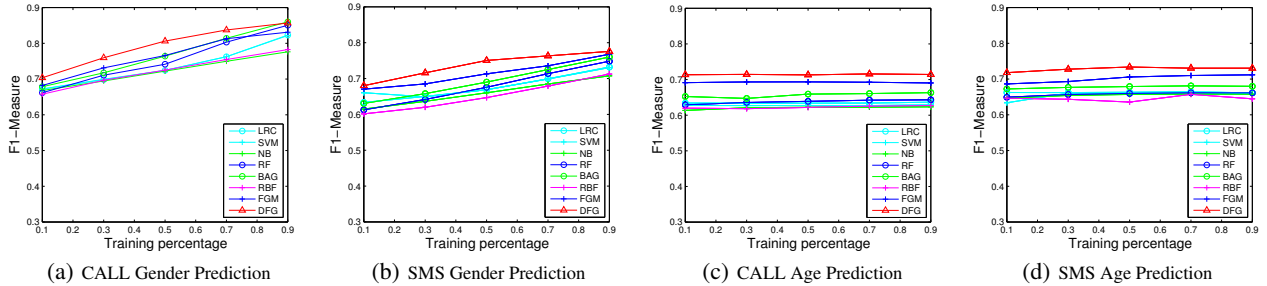 0.9
0.8
0.7
0.6
0.5
0.4
0.3
F1−Measure
LRC
SVM
NB
RF
BAG
RBF
FGM
DFG
0.1 0.2 0.3 0.4 0.5 0.6 0.7 0.8 0.9
Training percentage
(a) CALL Gender Prediction
0.9
0.8
0.7
0.6
0.5
0.4
0.3
F1−Measure
LRC
SVM
NB
RF
BAG
RBF
FGM
DFG
0.1 0.2 0.3 0.4 0.5 0.6 0.7 0.8 0.9
Training percentage
(b) SMS Gender Prediction
0.9
0.8
0.7
0.6
0.5
0.4
0.3
F1−Measure
LRC
SVM
NB
RF
BAG
RBF
FGM
DFG
0.1 0.2 0.3 0.4 0.5 0.6 0.7 0.8 0.9
Training percentage
(c) CALL Age Prediction
0.9
0.8
0.7
0.6
0.5
0.4
0.3
F1−Measure
LRC
SVM
NB
RF
BAG
RBF
FGM
DFG
0.1 0.2 0.3 0.4 0.5 0.6 0.7 0.8 0.9
Training percentage
(d) SMS Age Prediction